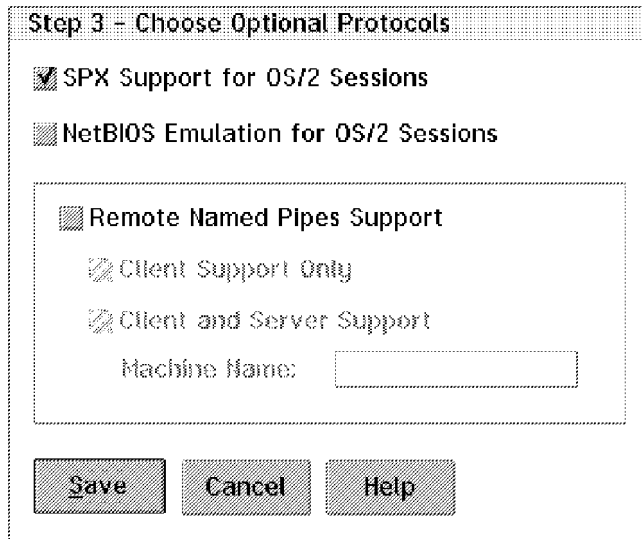 Step 3 - Choose Optional Protocols
SPX Support for OS/2 Sessions
NetBIOS Emulation for OS/2 Sessions
Remote Named Pipes Support
Client Support Only
Client and Server Support
Machine Name:
Save Cancel Help